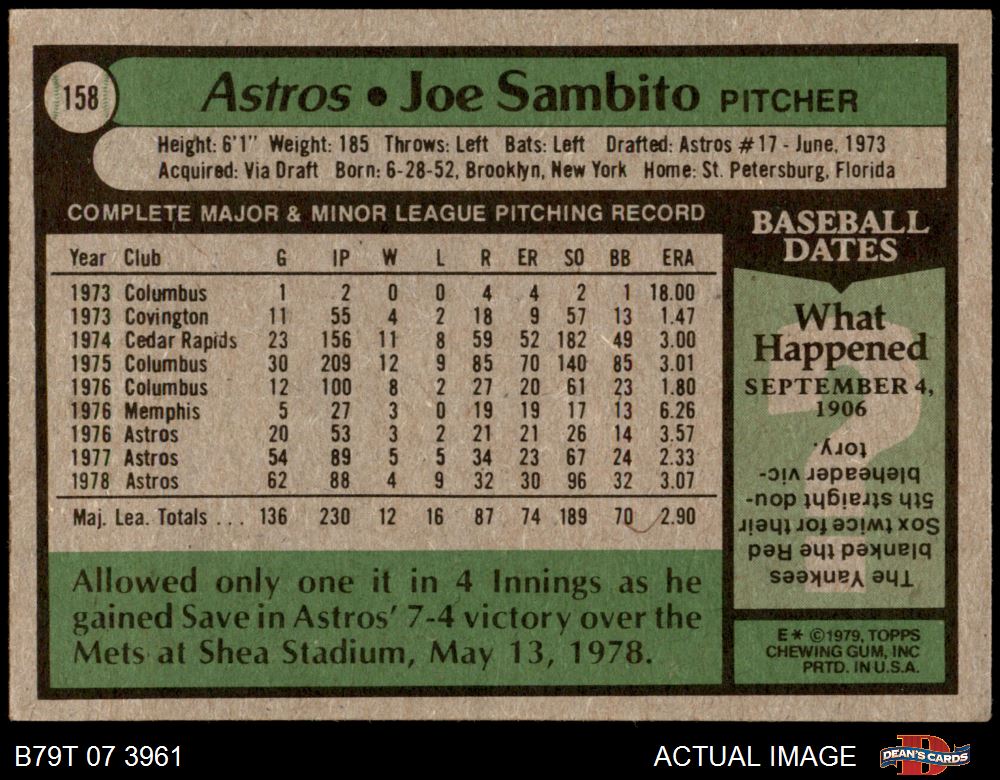 158
Astros • Joe Sambito PITCHER
Height: 6'1" Weight: 185 Throws: Left Bats: Left Drafted: Astros #17 - June, 1973
Acquired: Via Draft Born: 6-28-52, Brooklyn, New York Home: St. Petersburg, Florida
COMPLETE MAJOR & MINOR LEAGUE PITCHING RECORD
Year Club G IP W L R ER SO BB ERA
1973 Columbus 1 2 0 0 4 4 2 1 18.00
1973 Covington 11 55 4 2 18 9 57 13 1.47
1974 Cedar Rapids 23 156 11 8 59 52 182 49 3.00
1975 Columbus 30 209 12 9 85 70 140 85 3.01
1976 Columbus 12 100 8 2 27 20 61 23 1.80
1976 Memphis 5 27 3 0 19 19 17 13 6.26
1976 Astros 20 53 3 2 21 21 26 14 3.57
1977 Astros 54 89 5 5 34 23 67 24 2.33
1978 Astros 62 88 4 9 32 30 96 32 3.07
Maj. Lea. Totals ... 136 230 12 16 87 74 189 70 2.90
Allowed only one it in 4 Innings as he
gained Save in Astros' 7-4 victory over the
Mets at Shea Stadium, May 13, 1978.
BASEBALL
DATES
What
Happened
SEPTEMBER 4,
1906
?
The Yankees
blanked the Red
Sox twice for their
5th straight dou-
bleheader vic-
tory.
E* ©1979, TOPPS
CHEWING GUM, INC
PRTD. IN U.S.A.
B79T 07 3961
ACTUAL IMAGE
D
DEAN'S CARDS